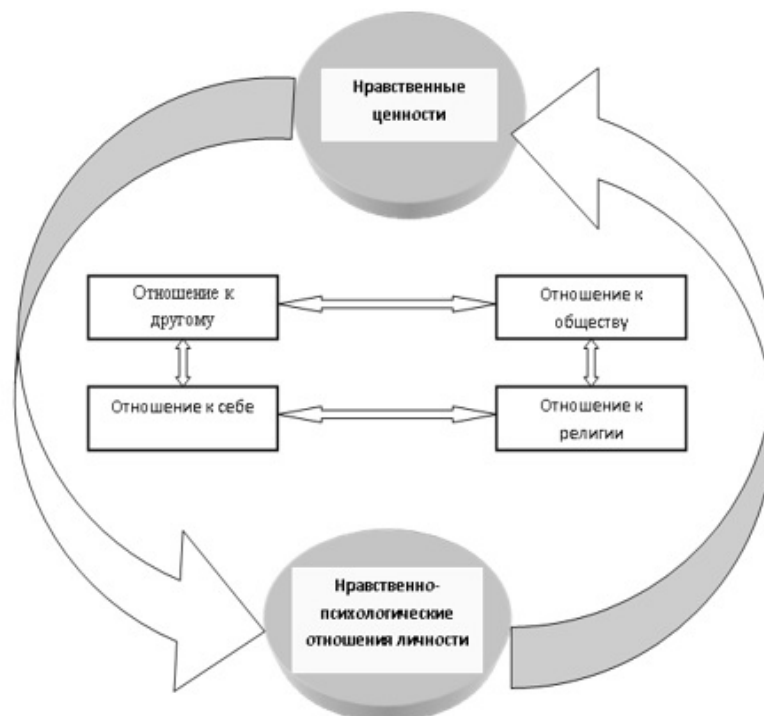 Нравственные
ценности
Отношение к
другому
Отношение к
обществу
Отношение к себе
Отношение к
религии
Нравственно-
психологические
отношения личности